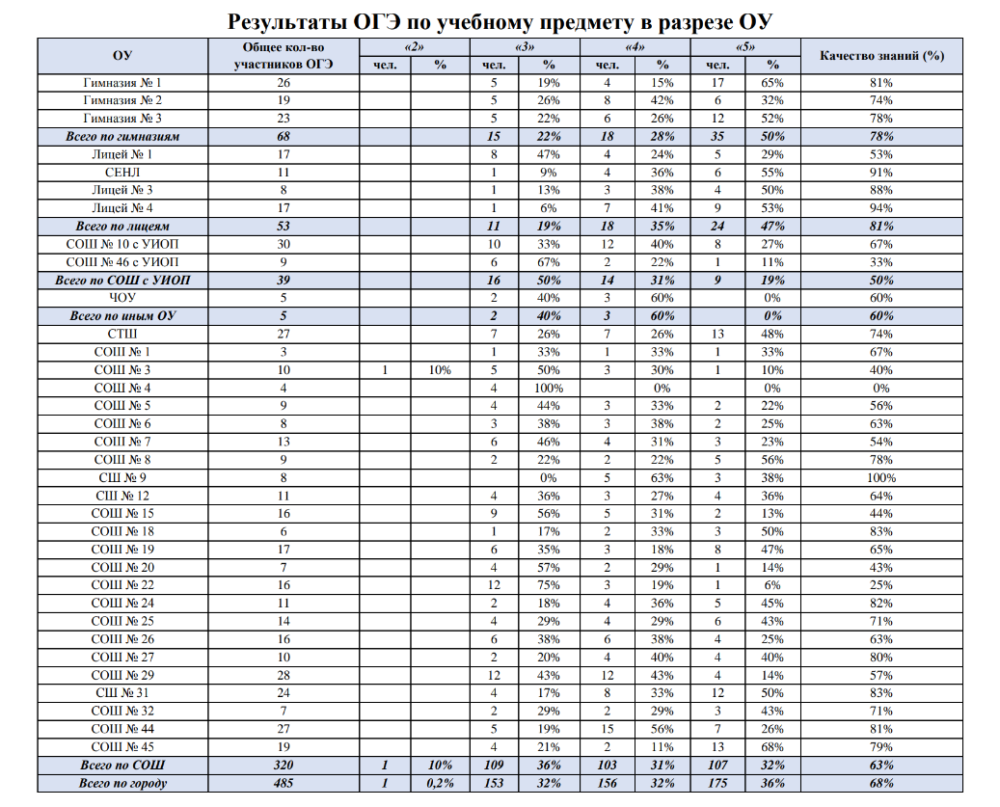 Результаты ОГЭ по учебному предмету в разрезе ОУ
ОУ Общее кол-во участников ОГЭ «2» «3» «4» «5» Качество знаний (%)
чел. % чел. % чел. % чел. %
Гимназия № 1 26 5 19% 4 15% 17 65% 81%
Гимназия № 2 19 5 26% 8 42% 6 32% 74%
Гимназия № 3 23 5 22% 6 26% 12 52% 78%
Всего по гимназиям 68 15 22% 18 28% 35 50% 78%
Лицей № 1 17 8 47% 4 24% 5 29% 53%
СЕНЛ 11 1 9% 4 36% 6 55% 91%
Лицей № 3 8 1 13% 3 38% 4 50% 88%
Лицей № 4 17 1 6% 7 41% 9 53% 94%
Всего по лицеям 53 11 19% 18 35% 24 47% 81%
СОШ № 10 с УИОП 30 10 33% 12 40% 8 27% 67%
СОШ № 46 с УИОП 9 6 67% 2 22% 1 11% 33%
Всего по СОШ с УИОП 39 16 50% 14 31% 9 19% 50%
ЧОУ 5 2 40% 3 60% 0% 60%
Всего по иным ОУ 5 2 40% 3 60% 0% 60%
СТШ 27 7 26% 7 26% 13 48% 74%
СОШ № 1 3 1 33% 1 33% 1 33% 67%
СОШ № 3 10 1 10% 5 50% 3 30% 1 10% 40%
СОШ № 4 4 4 100% 0% 0% 0%
СОШ № 5 9 4 44% 3 33% 2 22% 56%
СОШ № 6 8 3 38% 3 38% 2 25% 63%
СОШ № 7 13 6 46% 4 31% 3 23% 54%
СОШ № 8 9 2 22% 2 22% 5 56% 78%
СШ № 9 8 0% 5 63% 3 38% 100%
СШ № 12 11 4 36% 3 27% 4 36% 64%
СОШ № 15 16 9 56% 5 31% 2 13% 44%
СОШ № 18 6 1 17% 2 33% 3 50% 83%
СОШ № 19 17 6 35% 3 18% 8 47% 65%
СОШ № 20 7 4 57% 2 29% 1 14% 43%
СОШ № 22 16 12 75% 3 19% 1 6% 25%
СОШ № 24 11 2 18% 4 36% 5 45% 82%
СОШ № 25 14 4 29% 4 29% 6 43% 71%
СОШ № 26 16 6 38% 6 38% 4 25% 63%
СОШ № 27 10 2 20% 4 40% 4 40% 80%
СОШ № 29 28 12 43% 12 43% 4 14% 57%
СШ № 31 24 4 17% 8 33% 12 50% 83%
СОШ № 32 7 2 29% 2 29% 3 43% 71%
СОШ № 44 27 5 19% 15 56% 7 26% 81%
СОШ № 45 19 4 21% 2 11% 13 68% 79%
Всего по СОШ 320 1 10% 109 36% 103 31% 107 32% 63%
Всего по городу 485 1 0,2% 153 32% 156 32% 175 36% 68%